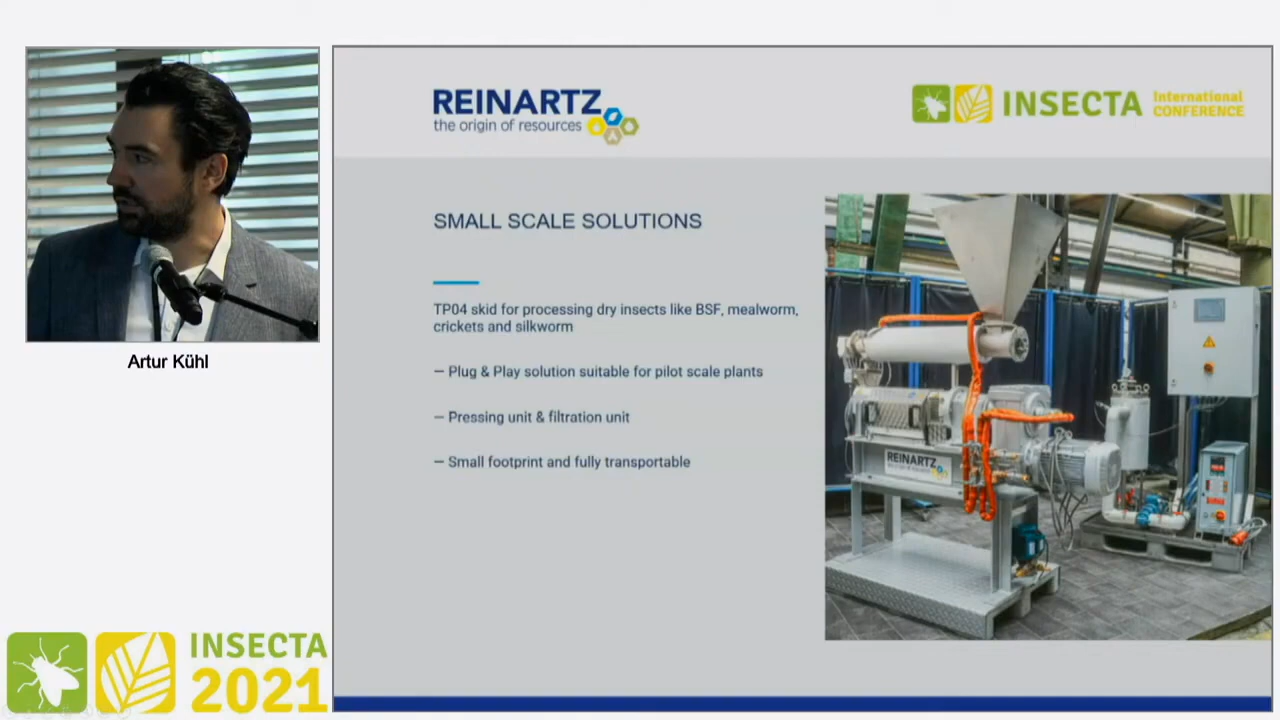 REINARTZ
the origin of resources
INSECTA
International
CONFERENCE
SMALL SCALE SOLUTIONS
TP04 skid for processing dry insects like BSF, mealworm,
crickets and silkworm
– Plug & Play solution suitable for pilot scale plants
– Pressing unit & filtration unit
– Small footprint and fully transportable
REINARTZ
Artur Kühl
INSECTA
2021